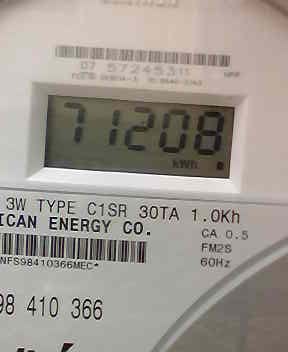 07 57245311
71208
kWh
3W TYPE C1SR 30TA 1.0Kh
ICAN ENERGY CO.
CA 0.5
FM2S
60Hz
NFS98410366MEC*
98 410 366